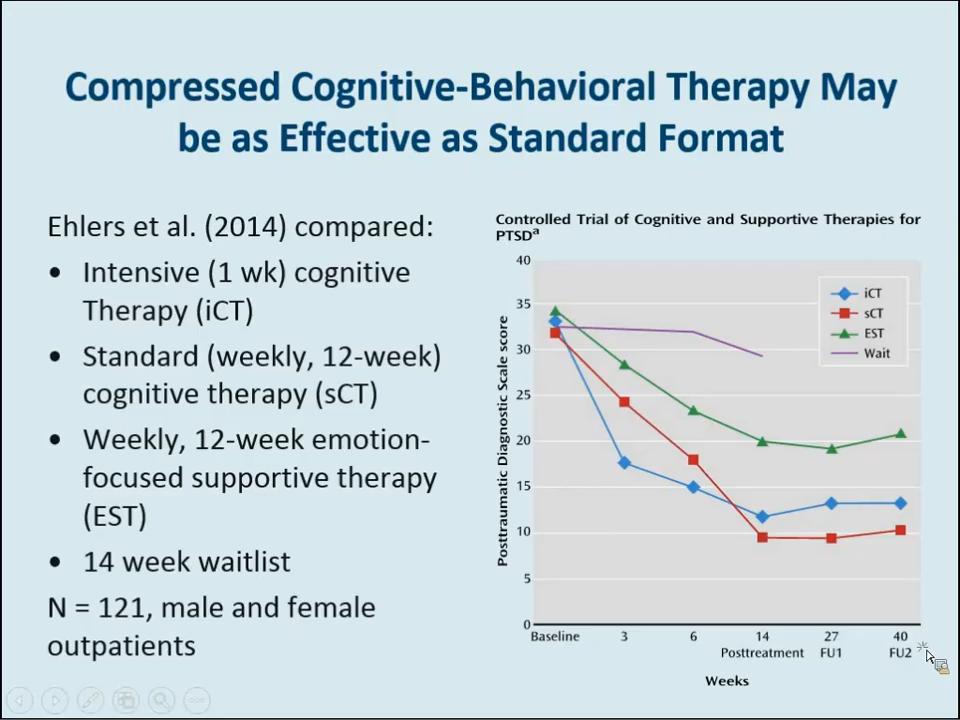 Compressed Cognitive-Behavioral Therapy May
be as Effective as Standard Format
Ehlers et al. (2014) compared:
• Intensive (1 wk) cognitive
Therapy (iCT)
• Standard (weekly, 12-week)
cognitive therapy (sCT)
• Weekly, 12-week emotion-
focused supportive therapy
(EST)
• 14 week waitlist
N = 121, male and female
outpatients
Controlled Trial of Cognitive and Supportive Therapies for
PTSDa
Posttraumatic Diagnostic Scale score
40
35
30
25
20
15
10
5
0
iCT
sCT
EST
Wait
Baseline 3 6 14 27 40
Posttreatment FU1 FU2
Weeks